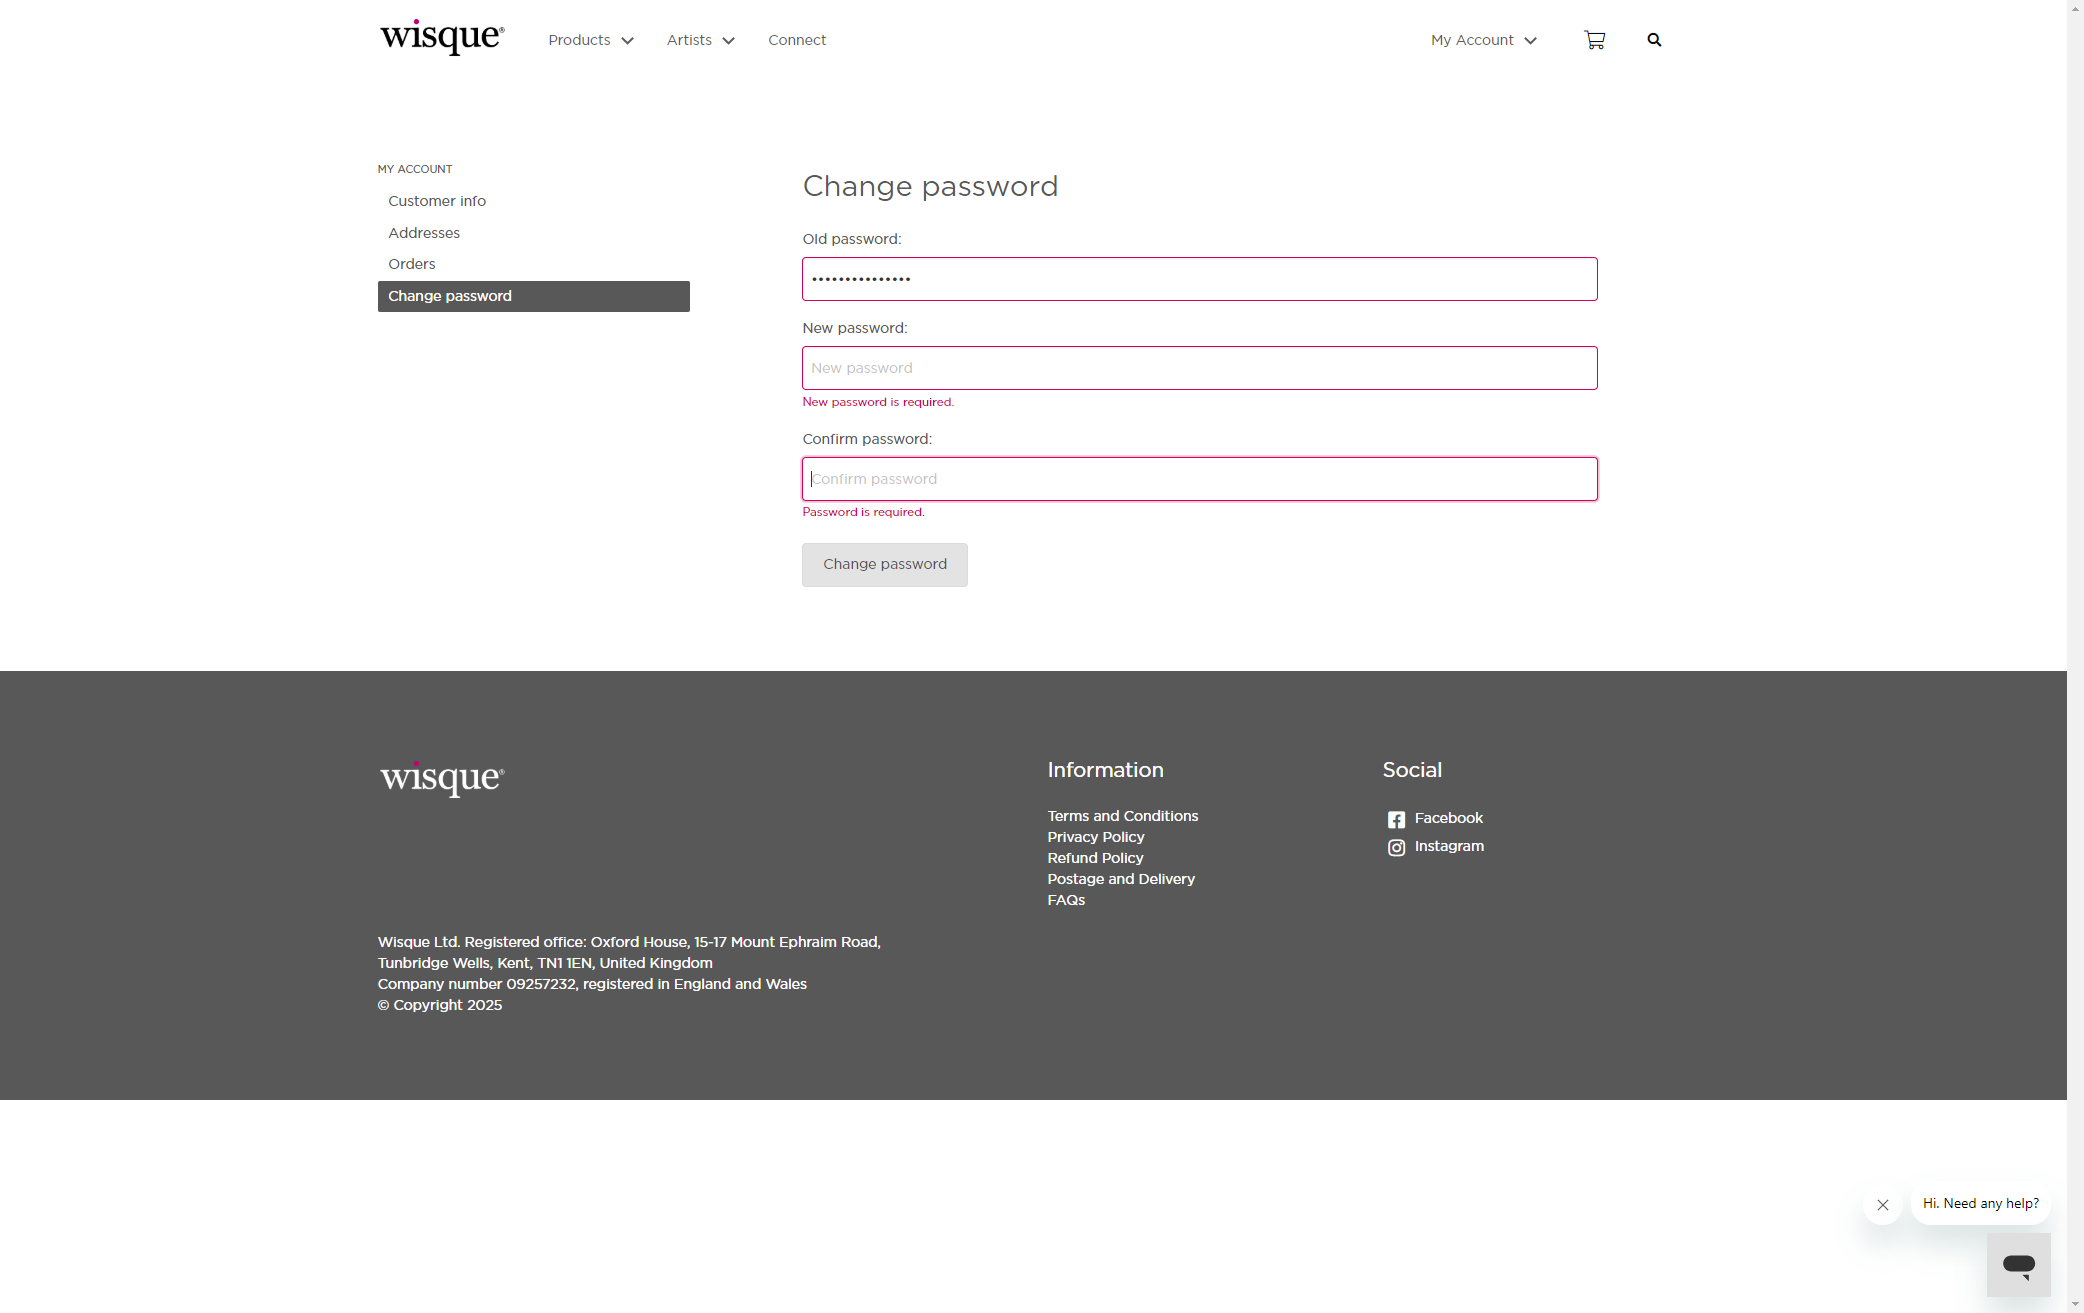 wisque®
Products
Artists
Connect
My Account
MY ACCOUNT
Customer info
Addresses
Orders
Change password
Change password
Old password:
•••••••••••••••
New password:
New password
New password is required.
Confirm password:
Confirm password
Password is required.
Change password
wisque®
Information
Terms and Conditions
Privacy Policy
Refund Policy
Postage and Delivery
FAQs
Social
Facebook
Instagram
Wisque Ltd. Registered office: Oxford House, 15-17 Mount Ephraim Road,
Tunbridge Wells, Kent, TN1 1EN, United Kingdom
Company number 09257232, registered in England and Wales
© Copyright 2025
Hi. Need any help?